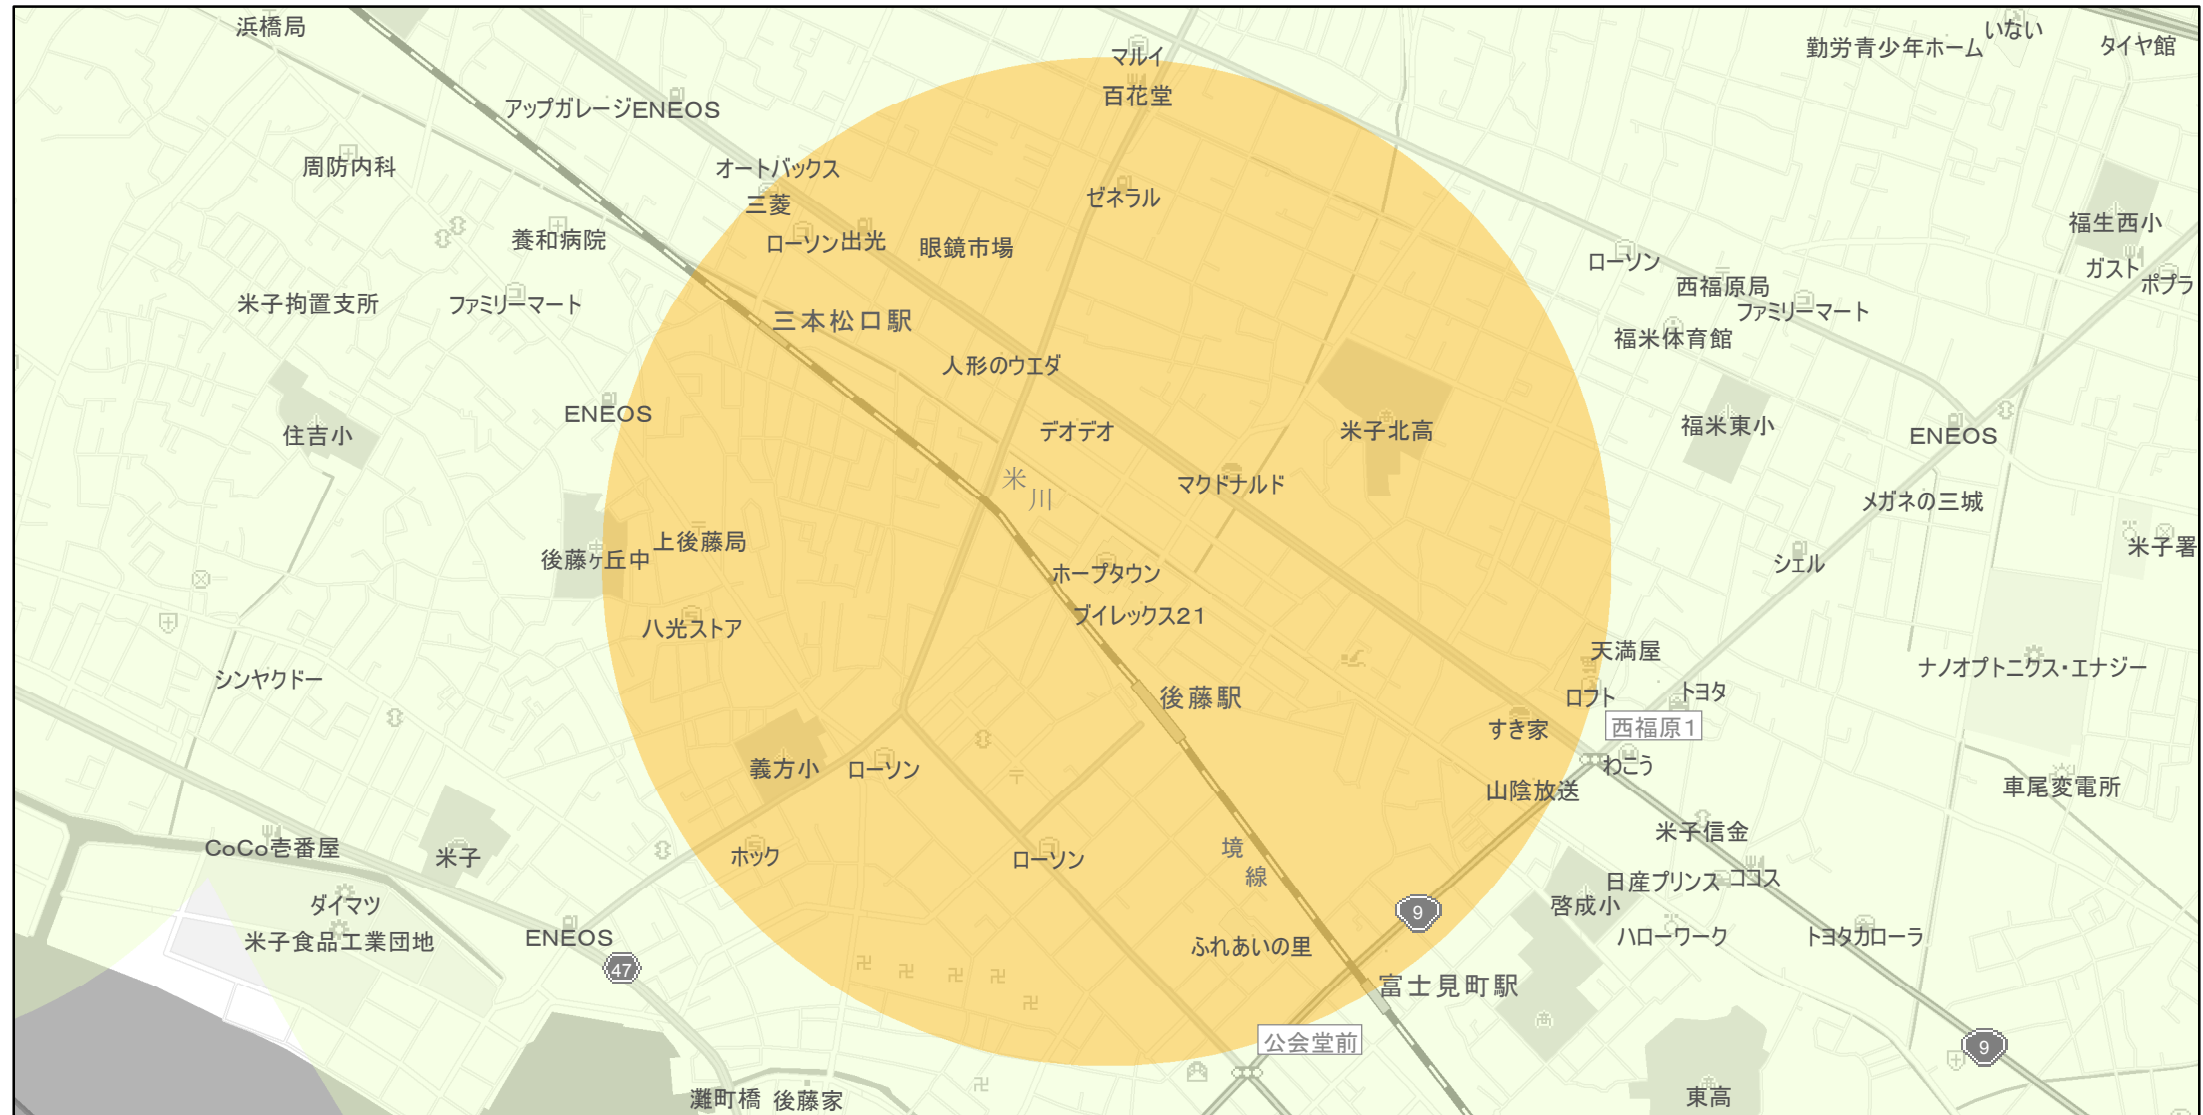 浜橋局
マルイ
いない
勤労青少年ホーム
タイヤ館
アップガレージENEOS
百花堂
周防内科
オートバックス
三菱
ゼネラル
福生西小
養和病院
ローソン出光
眼鏡市場
ローソン
ガスト
ポプラ
西福原局
米子拘置支所
ファミリーマート
ファミリーマート
三本松口駅
福米体育館
人形のウエダ
ENEOS
住吉小
デオデオ
米子北高
福米東小
ENEOS
米
川
マクドナルド
メガネの三城
上後藤局
後藤ヶ丘中
米子署
ホープタウン
シェル
ブイレックス21
八光ストア
天満屋
ナノオプトニクス・エナジー
シンヤクドー
後藤駅
ロフト
トヨタ
すき家
西福原1
義方小
ローソン
わこう
山陰放送
車尾変電所
米子信金
CoCo壱番屋
米子
ホック
ローソン
境
線
日産プリンス
ココス
ダイマツ
啓成小
9
米子食品工業団地
ENEOS
ふれあいの里
ハローワーク
トヨタカローラ
47
富士見町駅
公会堂前
9
灘町橋
後藤家
東高